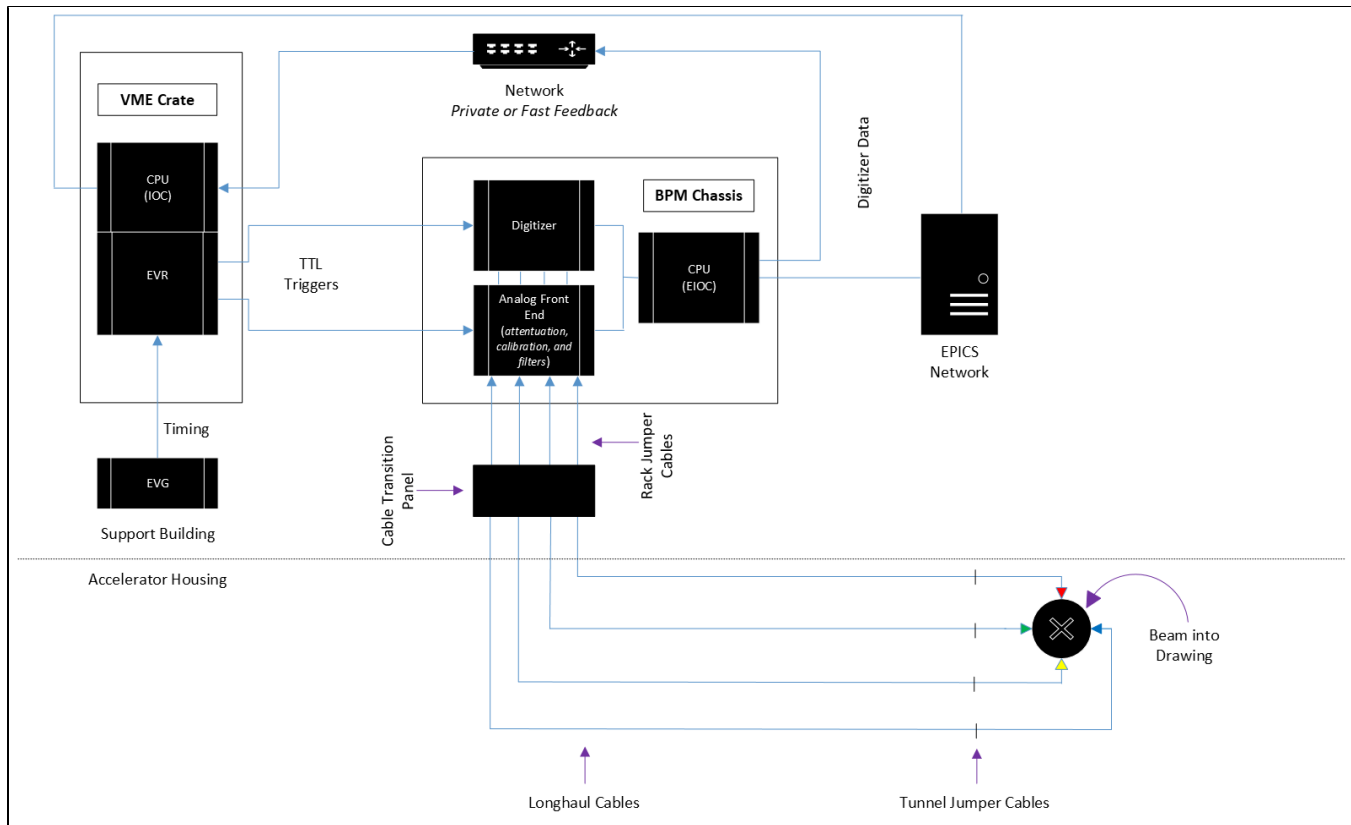 VME Crate
CPU
(IOC)
EVR
Timing
EVG
Support Building
Accelerator Housing
Network
Private or Fast Feedback
TTL
Triggers
BPM Chassis
Digitizer
Analog Front
End
(attentuation,
calibration, and
filters)
CPU
(EIOC)
Digitizer Data
EPICS
Network
Cable Transition
Panel
Rack Jumper
Cables
Beam into
Drawing
Longhaul Cables
Tunnel Jumper Cables